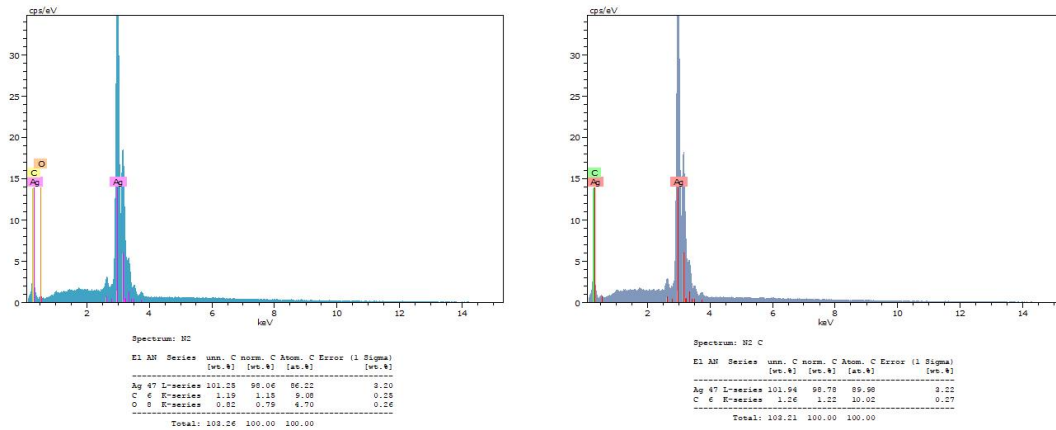 cps/eV
35
30
25
20
15
10
5
0
O
C
Ag
Ag
2 4 6 8 10 12 14
keV
Spectrum: N2
El AN Series unn. C norm. C Atom. C Error (1 Sigma)
[wt.%] [wt.%] [at.%] [wt.%]
Ag 47 L-series 101.25 98.06 86.22 3.20
C 6 K-series 1.19 1.15 9.08 0.25
O 8 K-series 0.82 0.79 4.70 0.26
Total: 103.26 100.00 100.00
cps/eV
30
25
20
15
10
5
0
C
Ag
Ag
2 4 6 8 10 12 14
keV
Spectrum: N2 C
El AN Series unn. C norm. C Atom. C Error (1 Sigma)
[wt.%] [wt.%] [at.%] [wt.%]
Ag 47 L-series 101.94 98.78 89.98 3.22
C 6 K-series 1.26 1.22 10.02 0.27
Total: 103.21 100.00 100.00